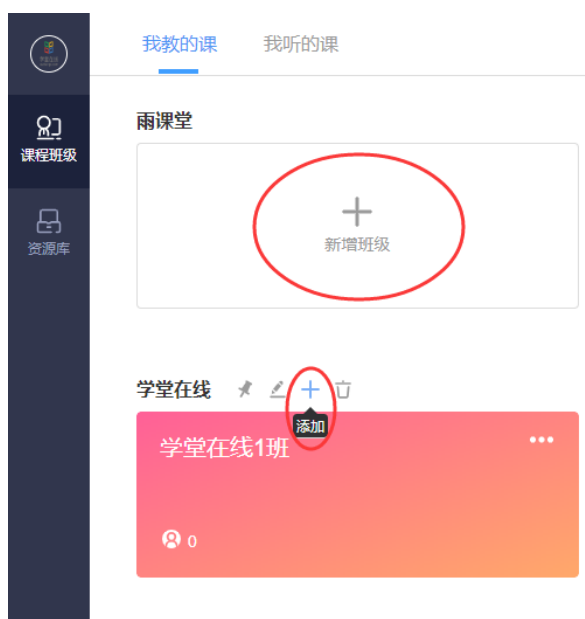 我教的课 我听的课
课程班级
资源库
雨课堂
新增班级
学堂在线
添加
学堂在线1班
0